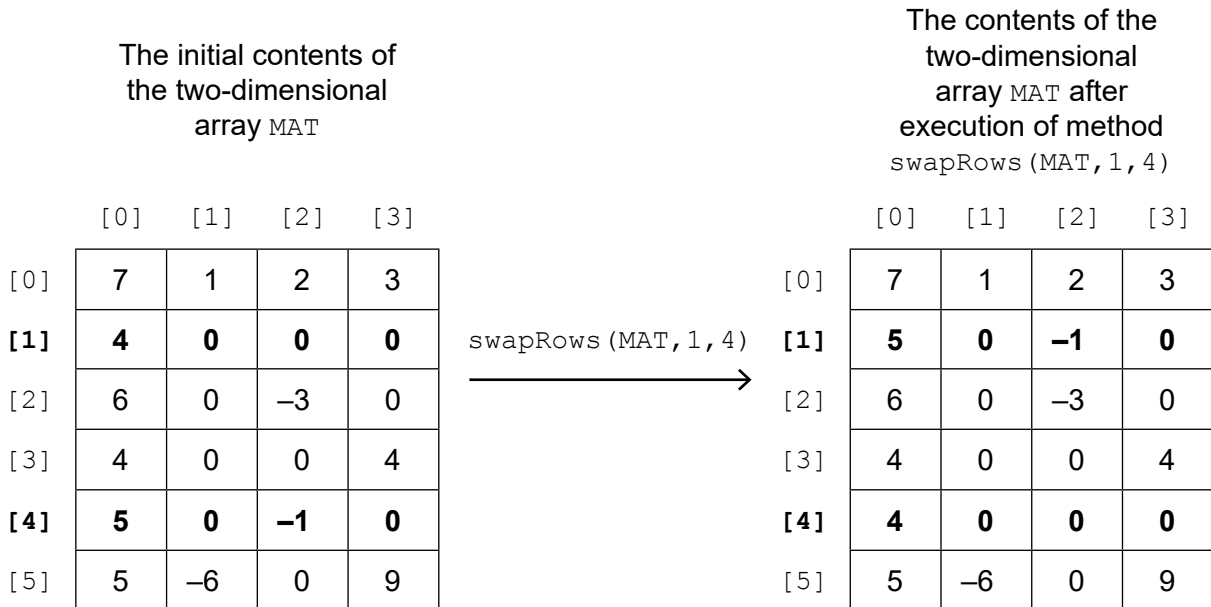 The initial contents of
the two-dimensional
array MAT
The contents of the
two-dimensional
array MAT after
execution of method
swapRows(MAT,1,4)
[0] [1] [2] [3]
[0] 7 1 2 3
[1] 4 0 0 0
[2] 6 0 –3 0
[3] 4 0 0 4
[4] 5 0 –1 0
[5] 5 –6 0 9
swapRows(MAT,1,4)
[0] [1] [2] [3]
[0] 7 1 2 3
[1] 5 0 –1 0
[2] 6 0 –3 0
[3] 4 0 0 4
[4] 4 0 0 0
[5] 5 –6 0 9